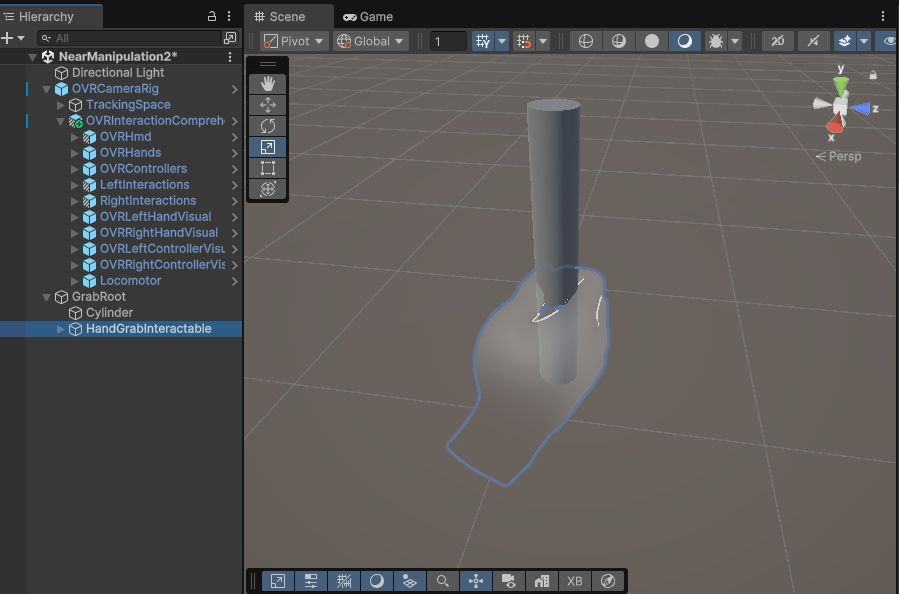 Hierarchy
Scene
Game
All
Pivot
Global
1
2D
NearManipulation2*
Directional Light
OVRCameraRig
TrackingSpace
OVRInteractionCompreh
OVRHmd
OVRHands
OVRControllers
LeftInteractions
RightInteractions
OVRLeftHandVisual
OVRRightHandVisual
OVRLeftControllerVisu
OVRRightControllerVis
Locomotor
GrabRoot
Cylinder
HandGrabInteractable
y
z
x
Persp
XB